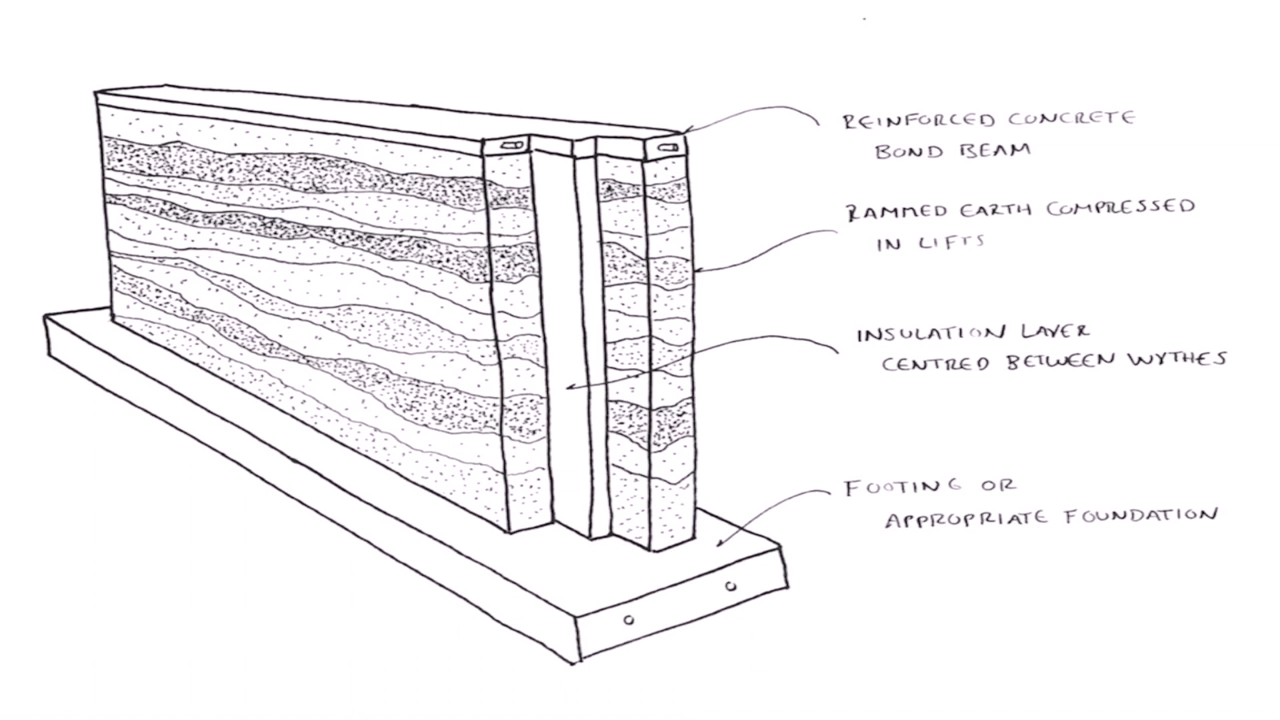 REINFORCED CONCRETE
BOND BEAM
RAMMED EARTH COMPRESSED
IN LIFTS
INSULATION LAYER
CENTRED BETWEEN WYTHES
FOOTING OR
APPROPRIATE FOUNDATION